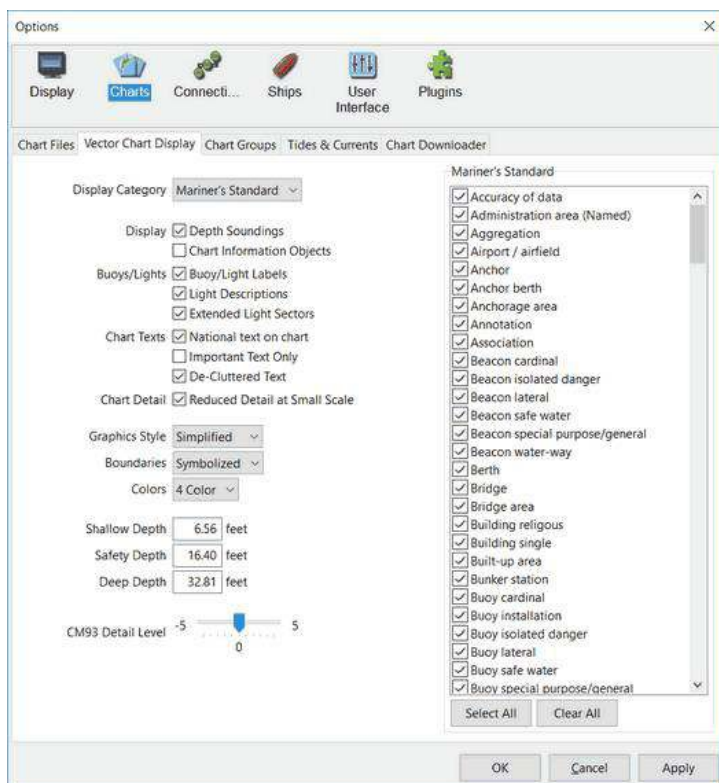 Options
Display Charts Connecti... Ships User Interface Plugins
Chart Files Vector Chart Display Chart Groups Tides & Currents Chart Downloader
Display Category Mariner's Standard
Display Depth Soundings
Chart Information Objects
Buoys/Lights Buoy/Light Labels
Light Descriptions
Extended Light Sectors
Chart Texts National text on chart
Important Text Only
De-Cluttered Text
Chart Detail Reduced Detail at Small Scale
Graphics Style Simplified
Boundaries Symbolized
Colors 4 Color
Shallow Depth 6.56 feet
Safety Depth 16.40 feet
Deep Depth 32.81 feet
CM93 Detail Level -5 5
0
Mariner's Standard
Accuracy of data
Administration area (Named)
Aggregation
Airport / airfield
Anchor
Anchor berth
Anchorage area
Annotation
Association
Beacon cardinal
Beacon isolated danger
Beacon lateral
Beacon safe water
Beacon special purpose/general
Beacon water-way
Berth
Bridge
Bridge area
Building religous
Building single
Built-up area
Bunker station
Buoy cardinal
Buoy installation
Buoy isolated danger
Buoy lateral
Buoy safe water
Buoy special purpose/general
Select All Clear All
OK Cancel Apply